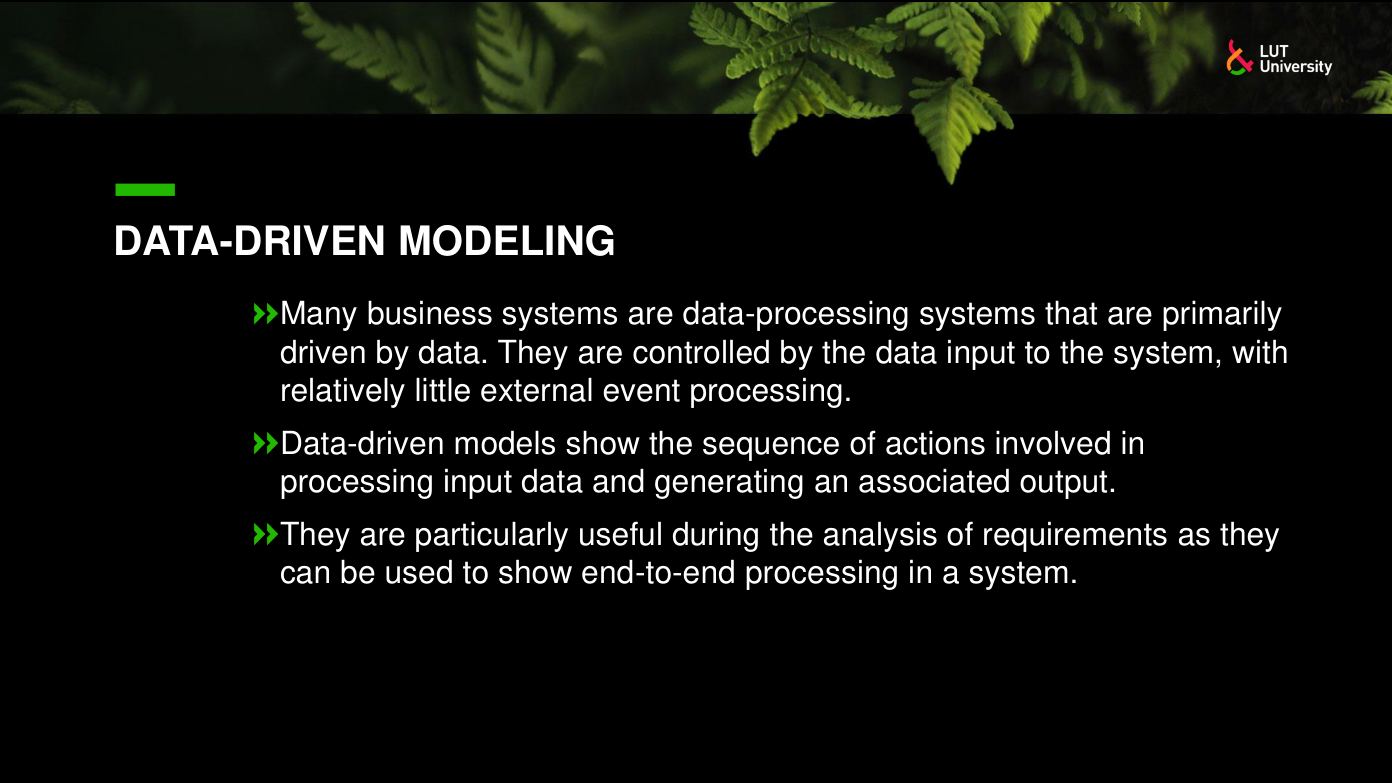 LUT
University
DATA-DRIVEN MODELING
Many business systems are data-processing systems that are primarily
driven by data. They are controlled by the data input to the system, with
relatively little external event processing.
Data-driven models show the sequence of actions involved in
processing input data and generating an associated output.
They are particularly useful during the analysis of requirements as they
can be used to show end-to-end processing in a system.